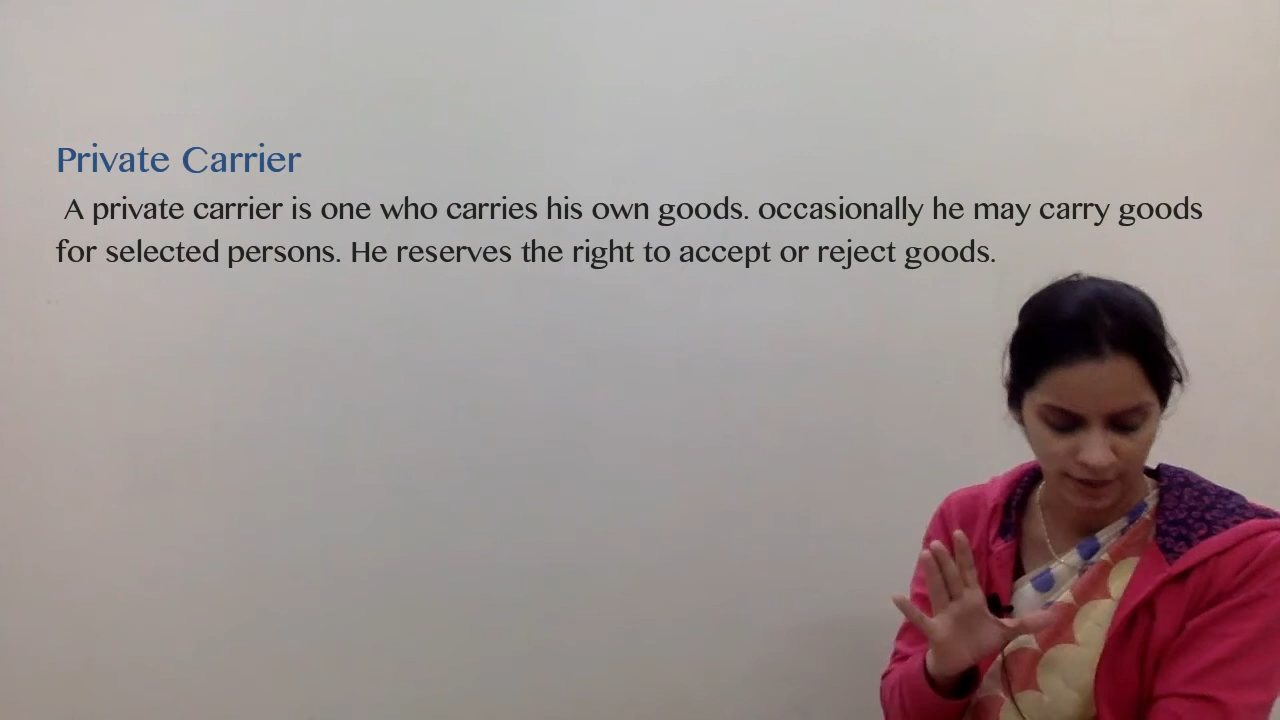 Private Carrier
A private carrier is one who carries his own goods. occasionally he may carry goods
for selected persons. He reserves the right to accept or reject goods.